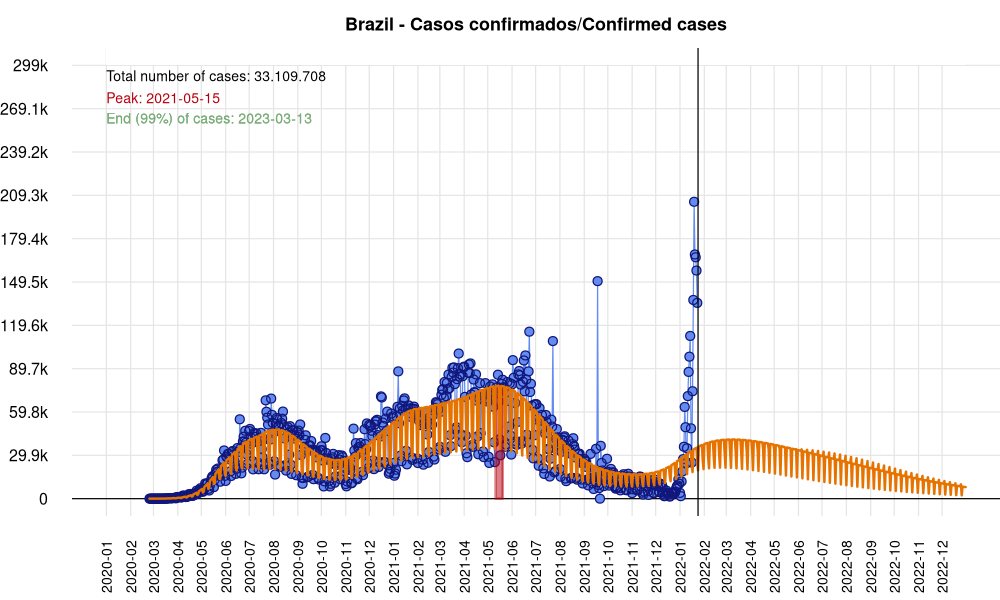 Brazil - Casos confirmados/Confirmed cases
299k
269.1k
239.2k
209.3k
179.4k
149.5k
119.6k
89.7k
59.8k
29.9k
0
Total number of cases: 33.109.708
Peak: 2021-05-15
End (99%) of cases: 2023-03-13
2020-01
2020-02
2020-03
2020-04
2020-05
2020-06
2020-07
2020-08
2020-09
2020-10
2020-11
2020-12
2021-01
2021-02
2021-03
2021-04
2021-05
2021-06
2021-07
2021-08
2021-09
2021-10
2021-11
2021-12
2022-01
2022-02
2022-03
2022-04
2022-05
2022-06
2022-07
2022-08
2022-09
2022-10
2022-11
2022-12